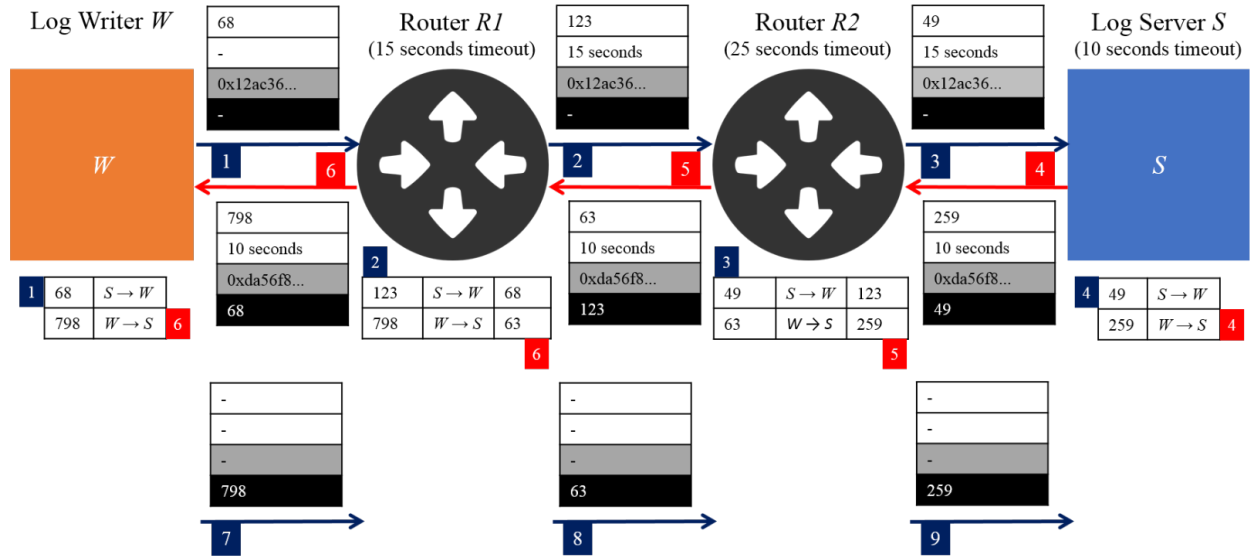 Log Writer W
Router R1
(15 seconds timeout)
Router R2
(25 seconds timeout)
Log Server S
(10 seconds timeout)
68
-
0x12ac36...
-
123
15 seconds
0x12ac36...
-
49
15 seconds
0x12ac36...
-
W
S
1
6
2
5
3
4
798
10 seconds
0xda56f8...
68
63
10 seconds
0xda56f8...
123
259
10 seconds
0xda56f8...
49
1
68 S → W
798 W → S
6
2
123 S → W 68
798 W → S 63
6
3
49 S → W 123
63 W → S 259
5
4
49 S → W
259 W → S
4
-
-
-
798
-
-
-
63
-
-
-
259
7
8
9